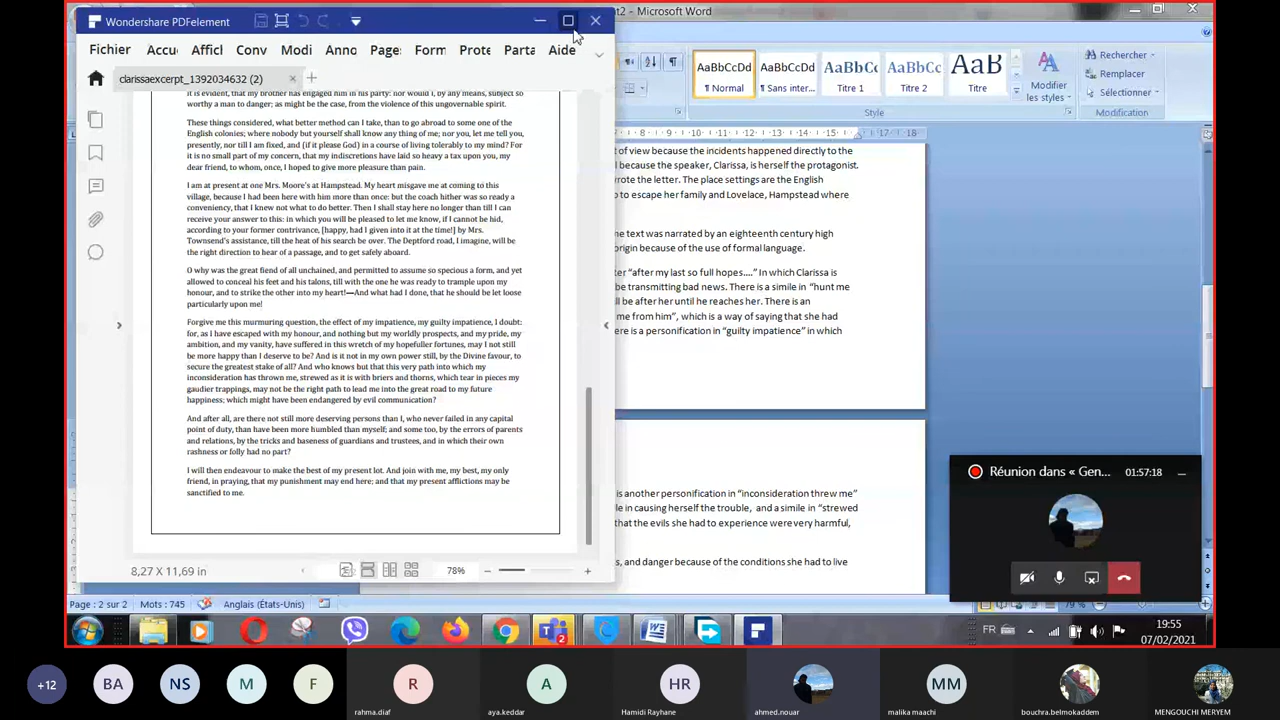 Wondershare PDFelement
t2 - Microsoft Word
Fichier Accu Affich Conv Modi Anno Page: Form Prote Parta Aide
clarissaexcerpt_1392034632 (2)
it is evident, that my brother has engaged him in his party: nor would I, by any means, subject so
worthy a man to danger; as might be the case, from the violence of this ungovernable spirit.
These things considered, what better method can I take, than to go abroad to some one of the
English colonies; where nobody but yourself shall know any thing of me; nor you, let me tell you,
presently, nor till I am fixed, and (if it please God) in a course of living tolerably to my mind? For
it is no small part of my concern, that my indiscretions have laid so heavy a tax upon you, my
dear friend, to whom, once, I hoped to give more pleasure than pain.
I am at present at one Mrs. Moore's at Hampstead. My heart misgave me at coming to this
village, because I had been here with him more than once: but the coach hither was so ready a
conveniency, that I knew not what to do better. Then I shall stay here no longer than till I can
receive your answer to this: in which you will be pleased to let me know, if I cannot be hid,
according to your former contrivance, [happy, had I given into it at the time!] by Mrs.
Townsend's assistance, till the heat of his search be over. The Deptford road, I imagine, will be
the right direction to hear of a passage, and to get safely aboard.
O why was the great fiend of all unchained, and permitted to assume so specious a form, and yet
allowed to conceal his feet and his talons, till with the one he was ready to trample upon my
honour, and to strike the other into my heart!—And what had I done, that he should be let loose
particularly upon me!
Forgive me this murmuring question, the effect of my impatience, my guilty impatience, I doubt:
for, as I have escaped with my honour, and nothing but my worldly prospects, and my pride, my
ambition, and my vanity, have suffered in this wretch of my hopefuller fortunes, may I not still
be more happy than I deserve to be? And is it not in my own power still, by the Divine favour, to
secure the greatest stake of all? And who knows but that this very path into which my
inconsideration has thrown me, strewed as it is with briers and thorns, which tear in pieces my
gaudier trappings, may not be the right path to lead me into the great road to my future
happiness; which might have been endangered by evil communication?
And after all, are there not still more deserving persons than I, who never failed in any capital
point of duty, than have been more humbled than myself; and some too, by the errors of parents
and relations, by the tricks and baseness of guardians and trustees, and in which their own
rashness or folly had no part?
I will then endeavour to make the best of my present lot. And join with me, my best, my only
friend, in praying, that my punishment may end here; and that my present afflictions may be
sanctified to me.
8,27 X 11,69 in
78%
AaBbCcDd AaBbCcDd AaBbCc AaBbCc AaB
¶ Normal ¶ Sans inter... Titre 1 Titre 2 Titre
Modifier
les styles
Rechercher
Remplacer
Sélectionner
Style
Modification
7 8 9 10 11 12 13 14 15 17 18
t of view because the incidents happened directly to the
l because the speaker, Clarissa, is herself the protagonist.
rote the letter. The place settings are the English
o to escape her family and Lovelace, Hampstead where
ne text was narrated by an eighteenth century high
origin because of the use of formal language.
ter "after my last so full hopes...." In which Clarissa is
be transmitting bad news. There is a simile in "hunt me
ll be after her until he reaches her. There is an
me from him", which is a way of saying that she had
ere is a personification in "guilty impatience" in which
is another personification in "inconsideration threw me"
le in causing herself the trouble, and a simile in "strewed
that the evils she had to experience were very harmful,
s, and danger because of the conditions she had to live
Réunion dans « Gen...
01:57:18
Page : 2 sur 2 Mots : 745 Anglais (États-Unis)
79 %
2
FR
19:55
07/02/2021
+12 BA NS M F R A HR MM
rahma.diaf aya.keddar Hamidi Rayhane ahmed.nouar malika maachi bouchra.belmokaddem MENGOUCHI MERYEM